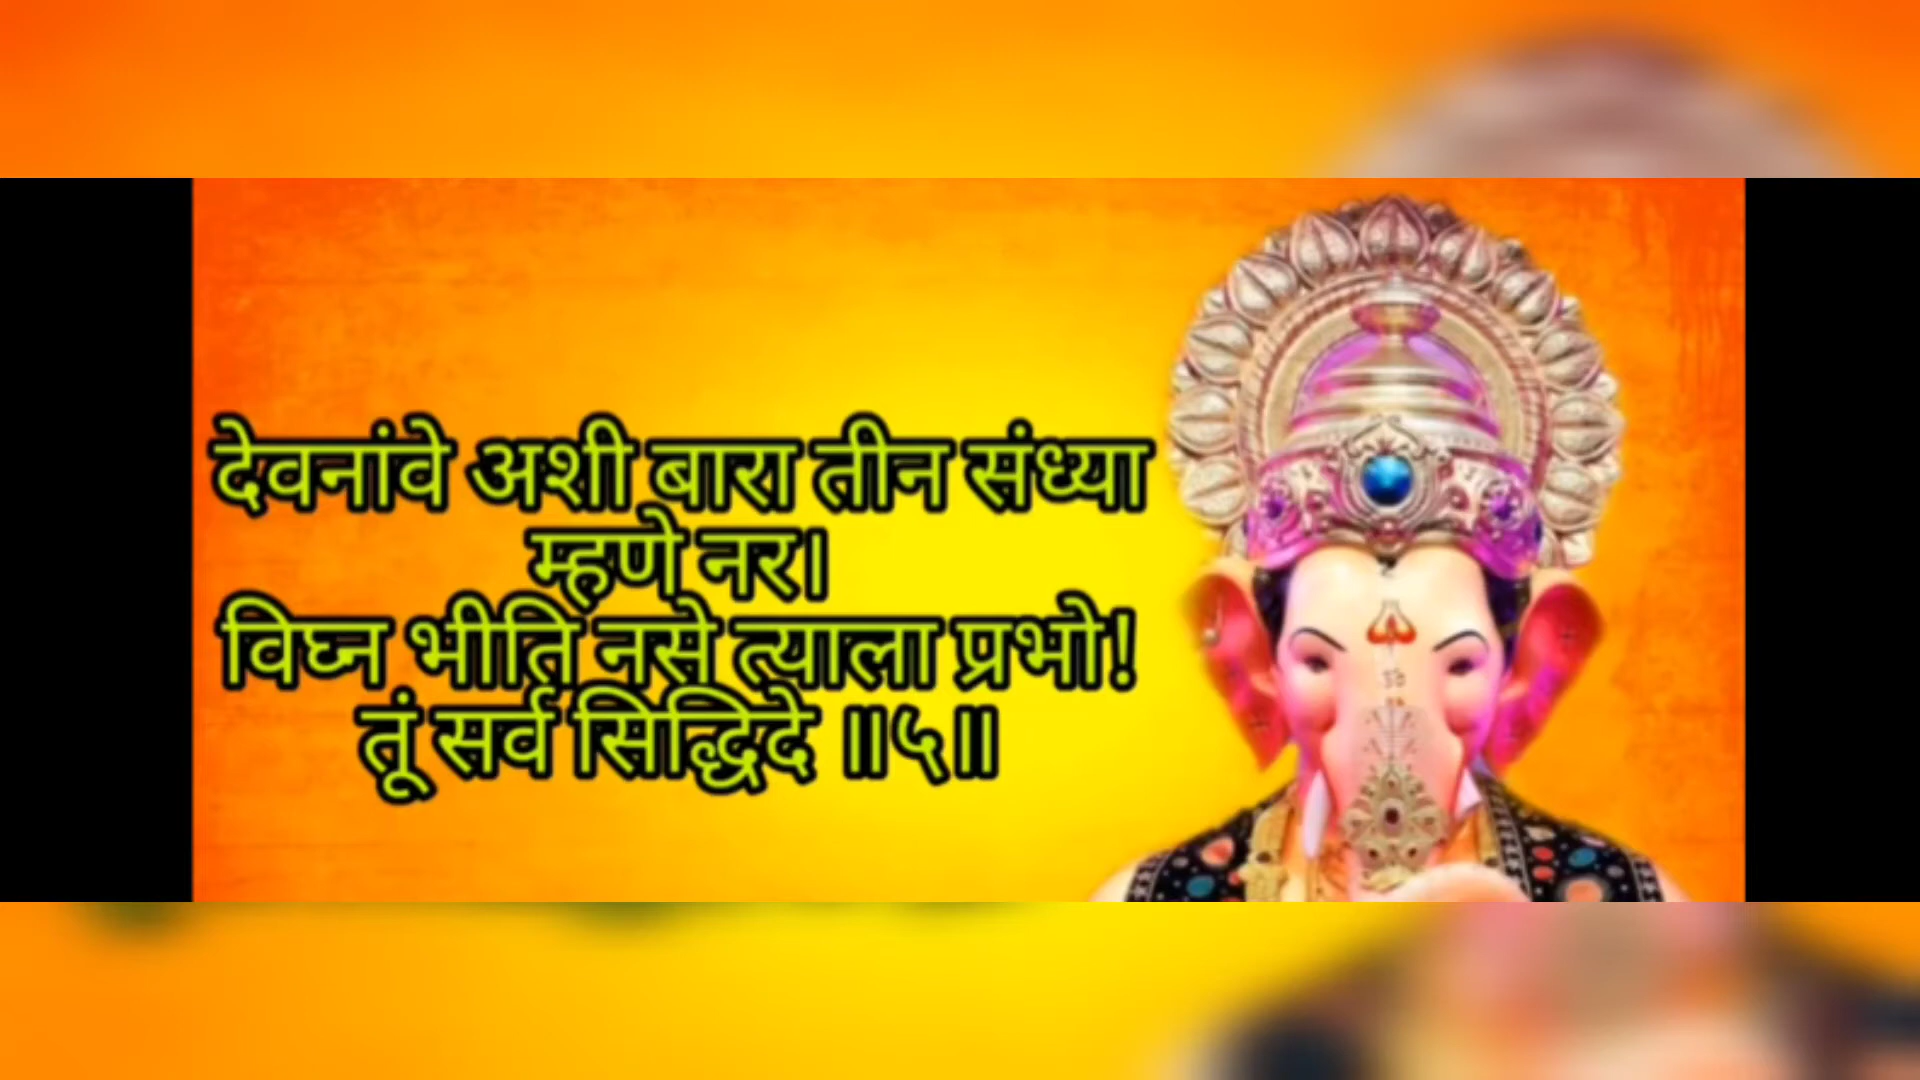 देवनांवे अशी बारा तीन संध्या
म्हणे नर।
विघ्न भीति नसे त्याला प्रभो!
तूं सर्व सिद्धिदे ॥५॥